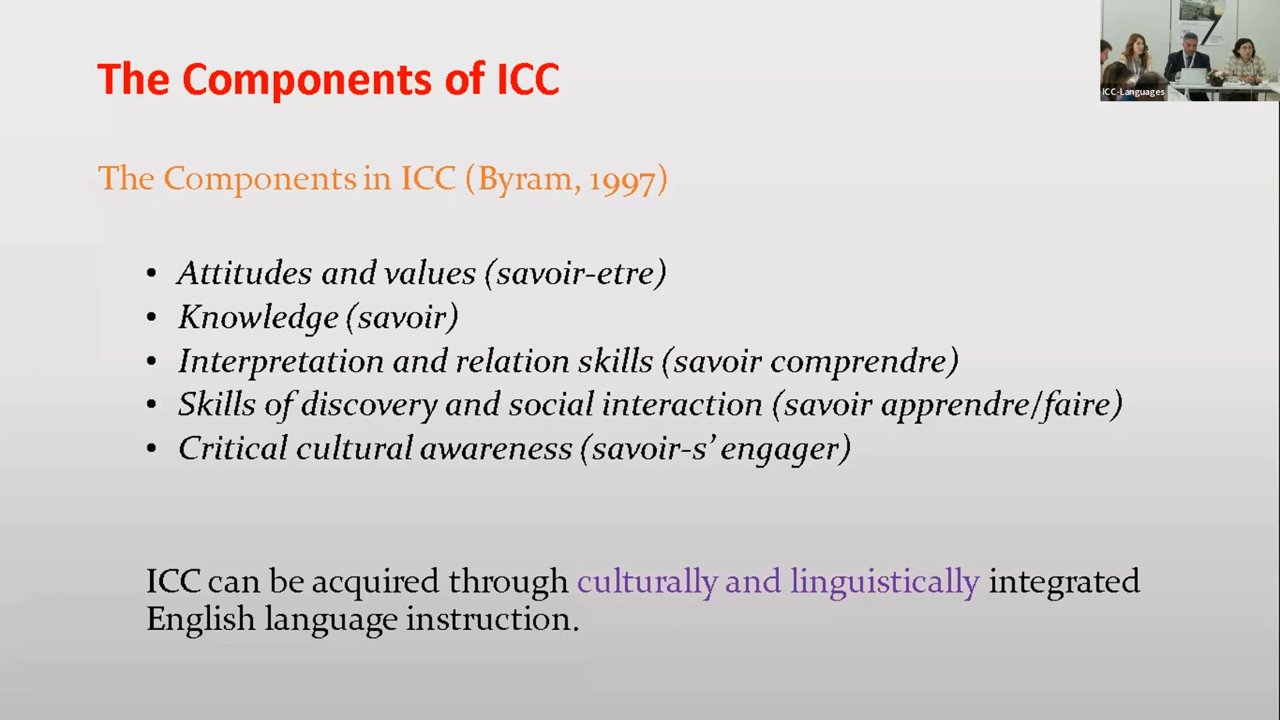 The Components of ICC
ICC-Languages
The Components in ICC (Byram, 1997)
• Attitudes and values (savoir-etre)
• Knowledge (savoir)
• Interpretation and relation skills (savoir comprendre)
• Skills of discovery and social interaction (savoir apprendre/faire)
• Critical cultural awareness (savoir-s’ engager)
ICC can be acquired through culturally and linguistically integrated
English language instruction.